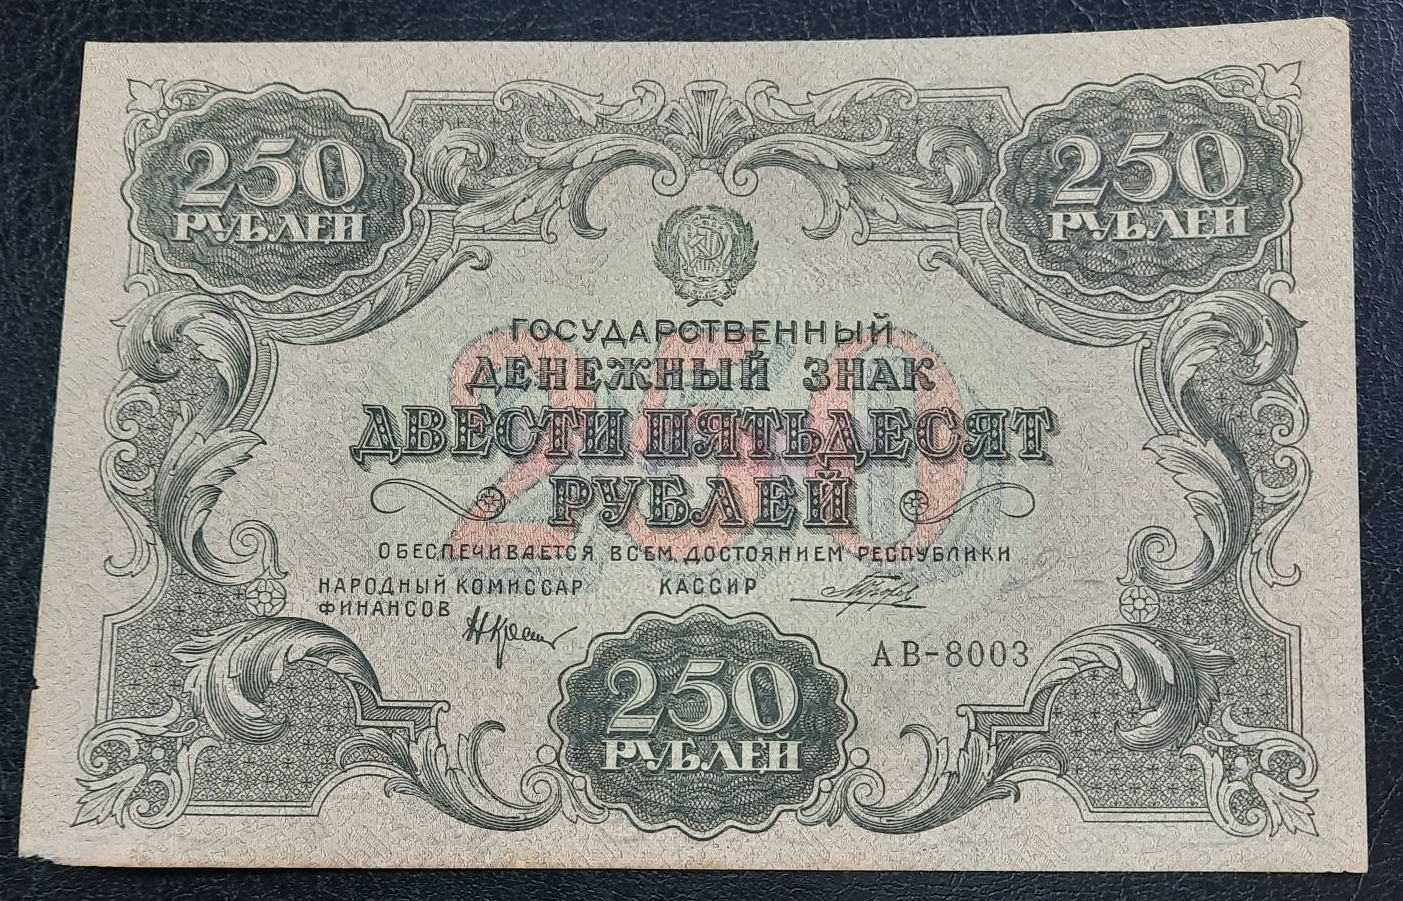 250 250
РУБЛЕЙ РУБЛЕЙ
ГОСУДАРСТВЕННЫЙ
ДЕНЕЖНЫЙ ЗНАК
250
ДВЕСТИ ПЯТЬДЕСЯТ
РУБЛЕЙ
ОБЕСПЕЧИВАЕТСЯ ВСЕМ ДОСТОЯНИЕМ РЕСПУБЛИКИ
НАРОДНЫЙ КОМИССАР КАССИР
ФИНАНСОВ
АВ-8003
250
РУБЛЕЙ